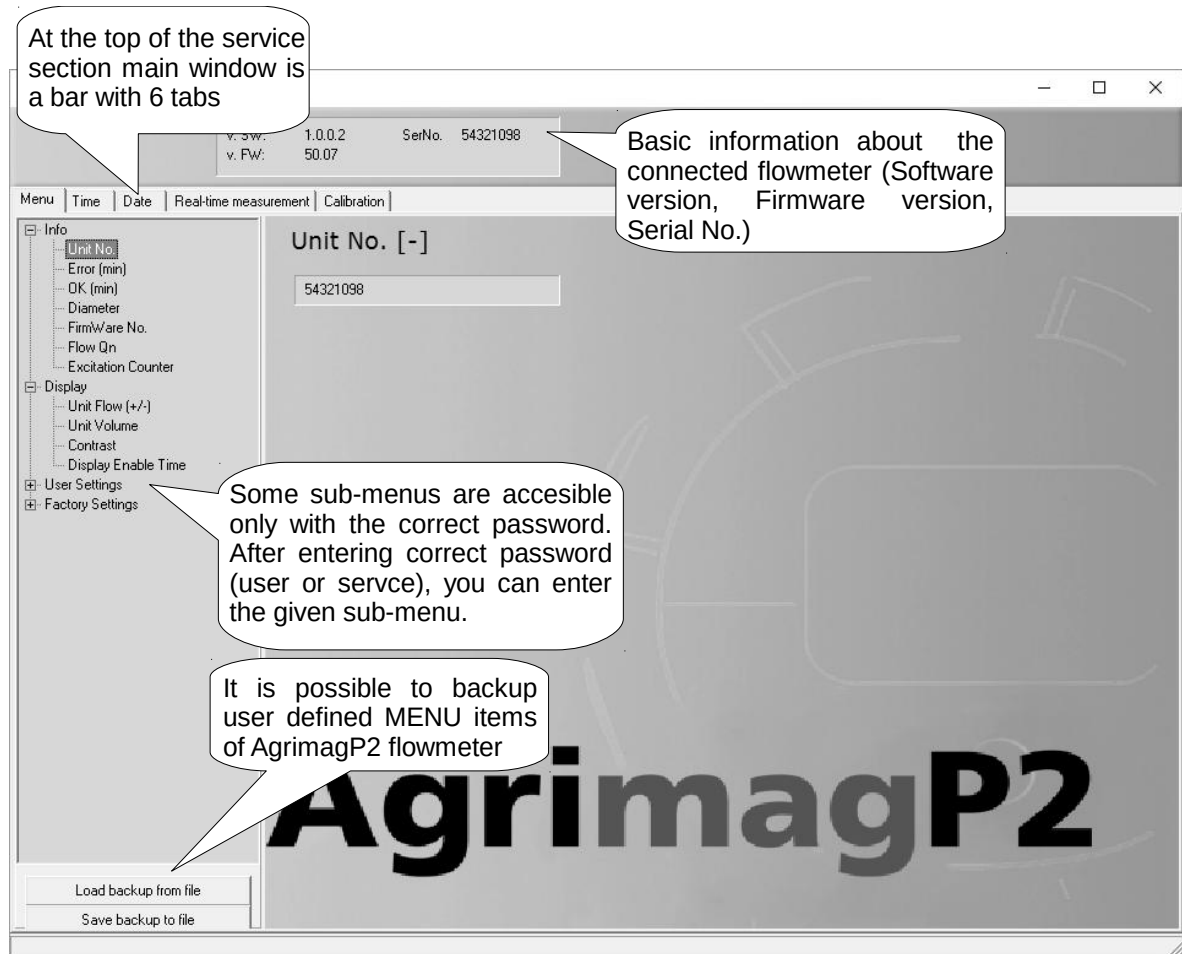 At the top of the service
section main window is
a bar with 6 tabs
v. SW: 1.0.0.2 SerNo. 54321098
v. FW: 50.07
Basic information about the
connected flowmeter (Software
version, Firmware version,
Serial No.)
Menu Time Date Real-time measurement Calibration
Info
Unit No.
Error (min)
OK (min)
Diameter
FirmWare No.
Flow Qn
Excitation Counter
Display
Unit Flow (+/-)
Unit Volume
Contrast
Display Enable Time
User Settings
Factory Settings
Unit No. [-]
54321098
Some sub-menus are accesible
only with the correct password.
After entering correct password
(user or servce), you can enter
the given sub-menu.
It is possible to backup
user defined MENU items
of AgrimagP2 flowmeter
AgrimagP2
Load backup from file
Save backup to file